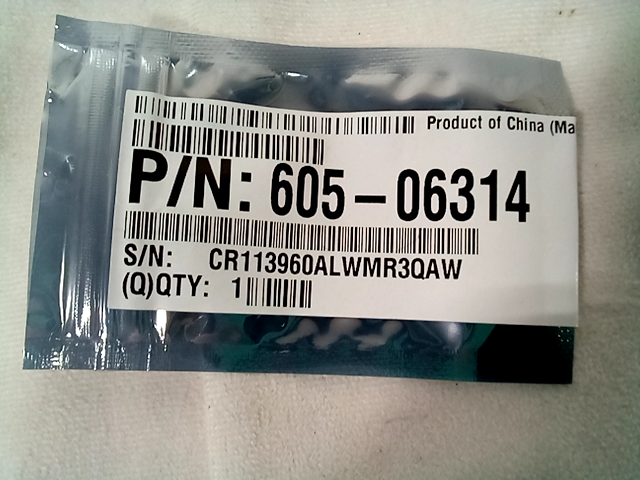 Product of China (Ma
P/N: 605-06314
S/N: CR113960ALWMR3QAW
(Q)QTY: 1